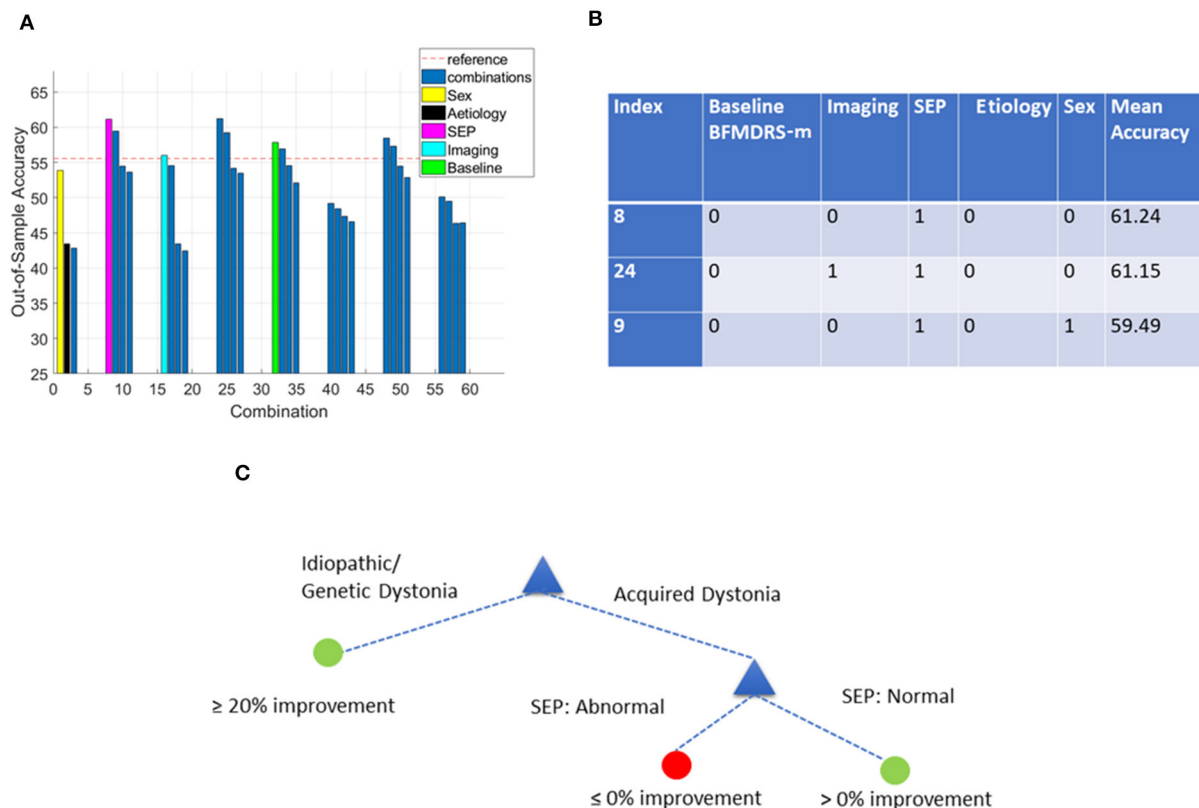 A
reference
combinations
Sex
Aetiology
SEP
Imaging
Baseline
Out-of-Sample Accuracy
65
60
55
50
45
40
35
30
25
0 5 10 15 20 25 30 35 40 45 50 55 60
Combination
B
Index Baseline BFMDRS-m Imaging SEP Etiology Sex Mean Accuracy
8 0 0 1 0 0 61.24
24 0 1 1 0 0 61.15
9 0 0 1 0 1 59.49
C
Idiopathic/
Genetic Dystonia
Acquired Dystonia
≥ 20% improvement
SEP: Abnormal
SEP: Normal
≤ 0% improvement
> 0% improvement